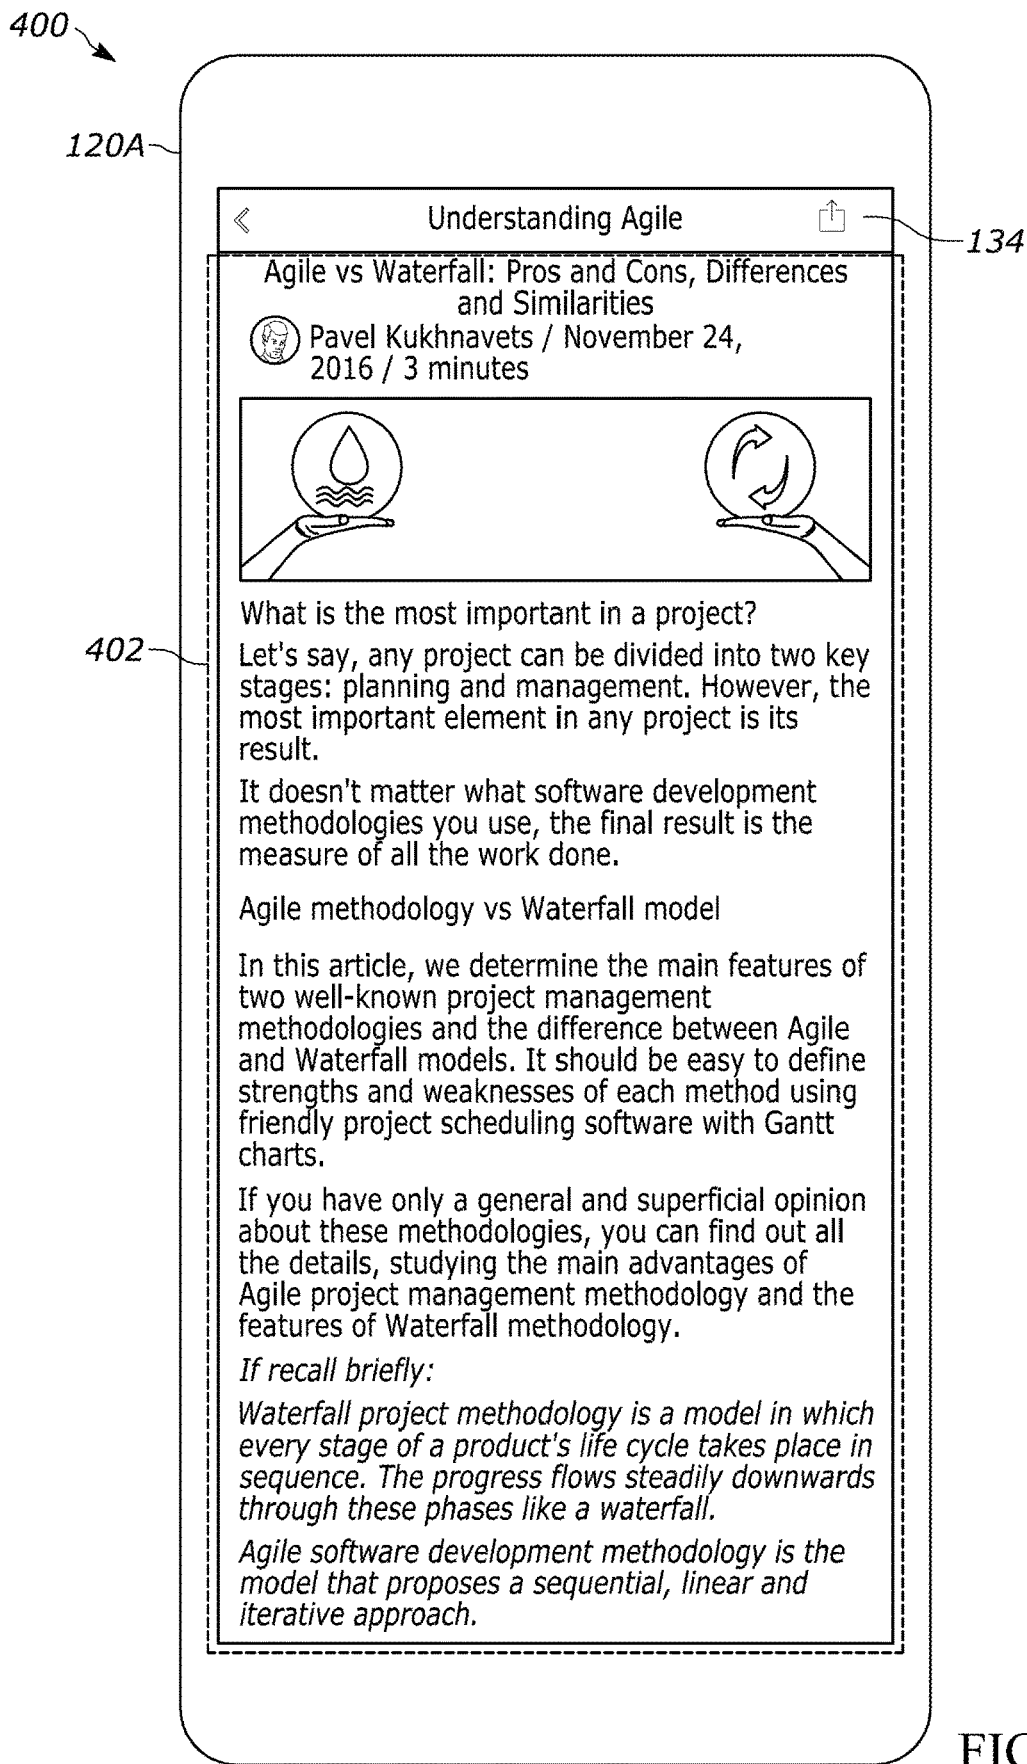 400
120A
Understanding Agile
134
Agile vs Waterfall: Pros and Cons, Differences
and Similarities
Pavel Kukhnavets / November 24,
2016 / 3 minutes
What is the most important in a project?
402
Let's say, any project can be divided into two key
stages: planning and management. However, the
most important element in any project is its
result.
It doesn't matter what software development
methodologies you use, the final result is the
measure of all the work done.
Agile methodology vs Waterfall model
In this article, we determine the main features of
two well-known project management
methodologies and the difference between Agile
and Waterfall models. It should be easy to define
strengths and weaknesses of each method using
friendly project scheduling software with Gantt
charts.
If you have only a general and superficial opinion
about these methodologies, you can find out all
the details, studying the main advantages of
Agile project management methodology and the
features of Waterfall methodology.
If recall briefly:
Waterfall project methodology is a model in which
every stage of a product's life cycle takes place in
sequence. The progress flows steadily downwards
through these phases like a waterfall.
Agile software development methodology is the
model that proposes a sequential, linear and
iterative approach.
FIG